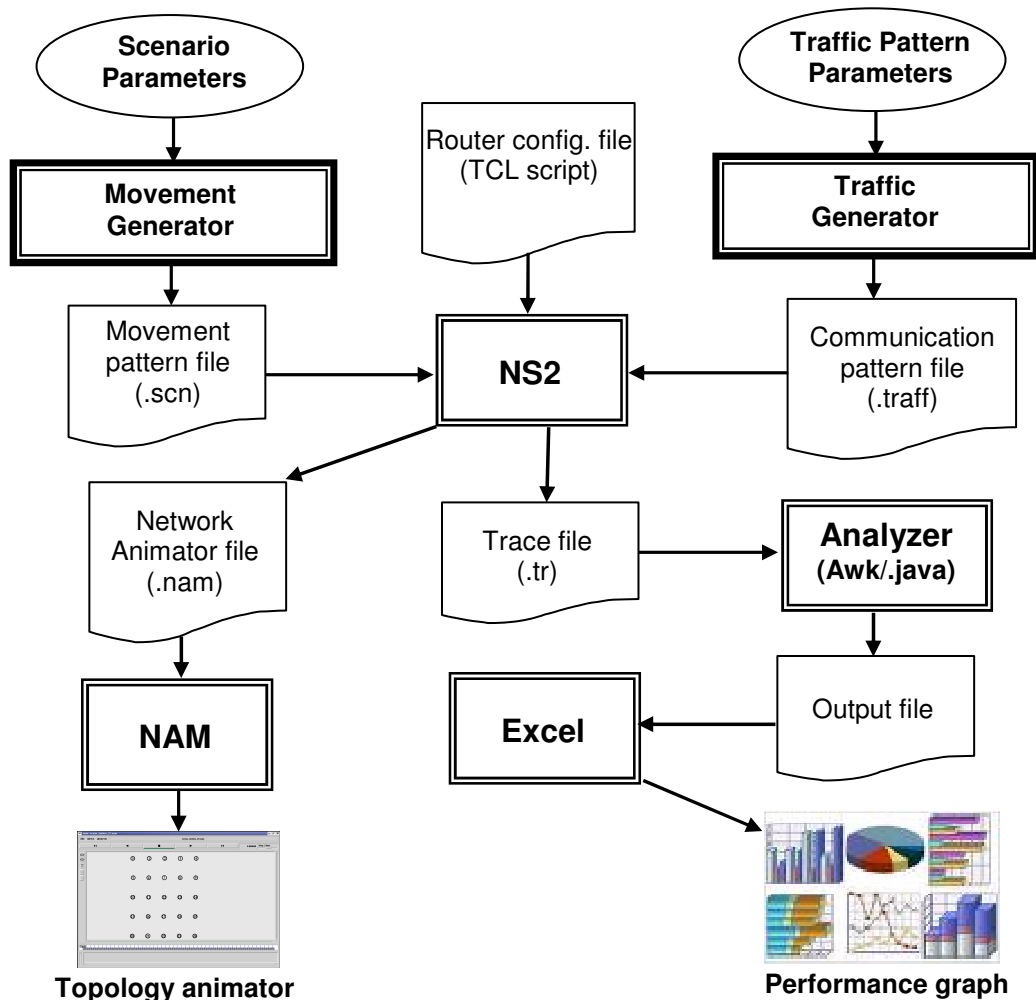 Scenario
Parameters
Traffic Pattern
Parameters
Router config. file
(TCL script)
Movement
Generator
Traffic
Generator
Movement
pattern file
(.scn)
NS2
Communication
pattern file
(.traff)
Network
Animator file
(.nam)
Trace file
(.tr)
Analyzer
(Awk/.java)
NAM
Excel
Output file
Topology animator
Performance graph